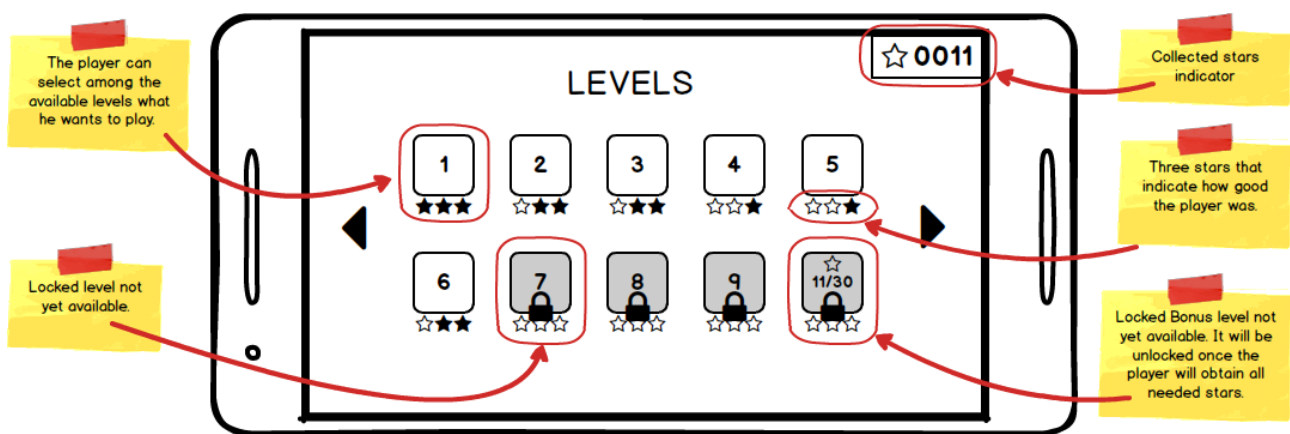 The player can
select among the
available levels what
he wants to play.
Locked level not
yet available.
LEVELS
0011
1
2
3
4
5
6
7
8
9
11/30
Collected stars
indicator
Three stars that
indicate how good
the player was.
Locked Bonus level not
yet available. It will be
unlocked once the
player will obtain all
needed stars.